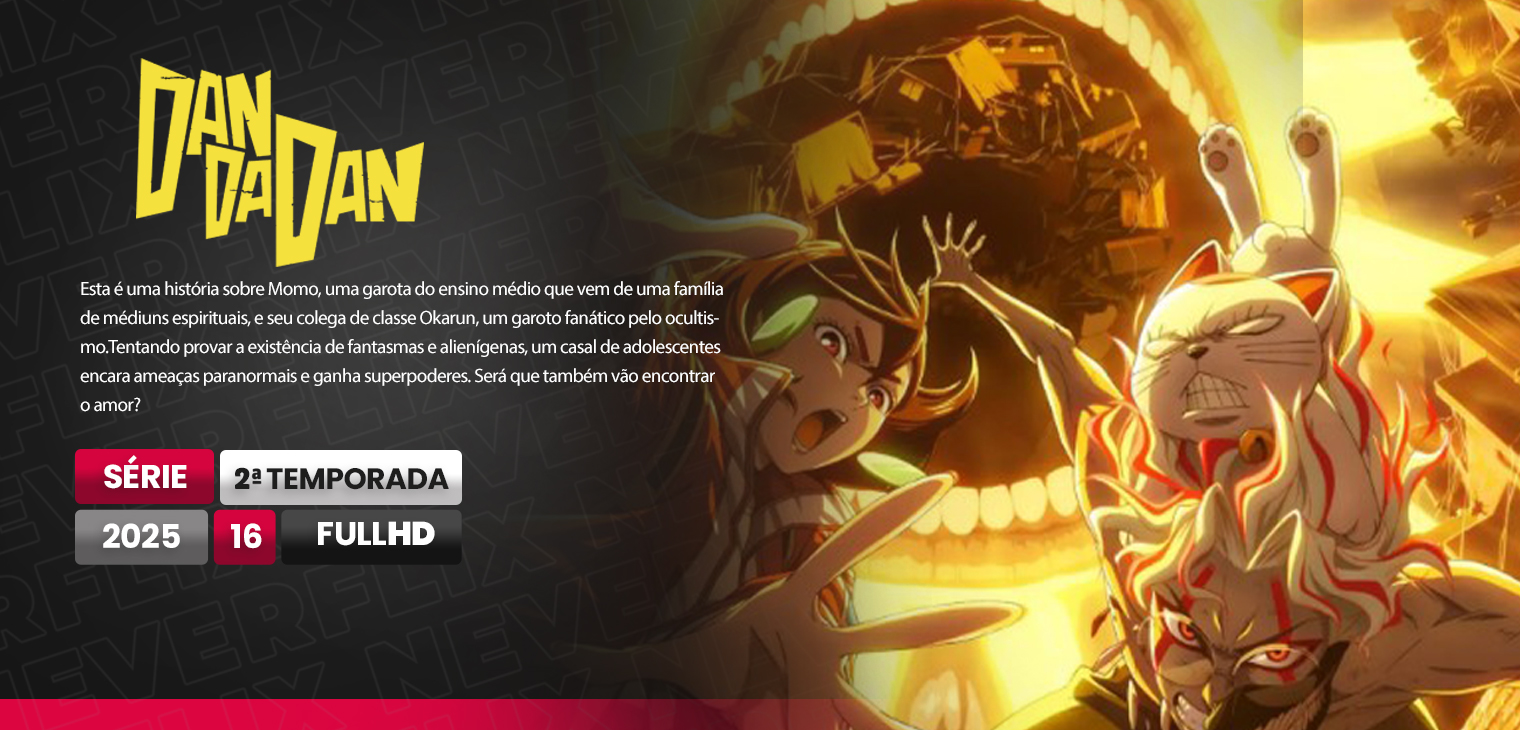 DAN
DA DAN
Esta é uma história sobre Momo, uma garota do ensino médio que vem de uma família
de médiuns espirituais, e seu colega de classe Okarun, um garoto fanático pelo ocultis-
mo.Tentando provar a existência de fantasmas e alienígenas, um casal de adolescentes
encara ameaças paranormais e ganha superpoderes. Será que também vão encontrar
o amor?
SÉRIE 2ª TEMPORADA
2025 16 FULLHD
NEVERFLIX